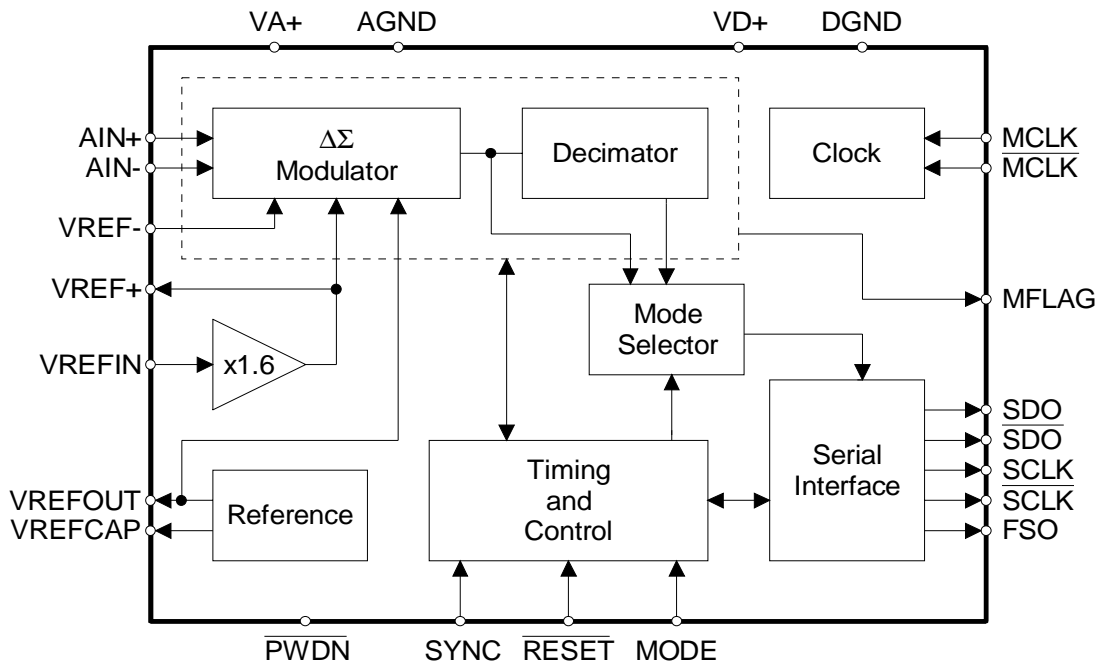 VA+ AGND VD+ DGND
AIN+
AIN-
VREF-
VREF+
VREFIN
VREFOUT
VREFCAP
ΔΣ
Modulator
Decimator
Clock
x1.6
Mode
Selector
Reference
Timing
and
Control
Serial
Interface
MCLK
MCLK
MFLAG
SDO
SDO
SCLK
SCLK
FSO
PWDN SYNC RESET MODE